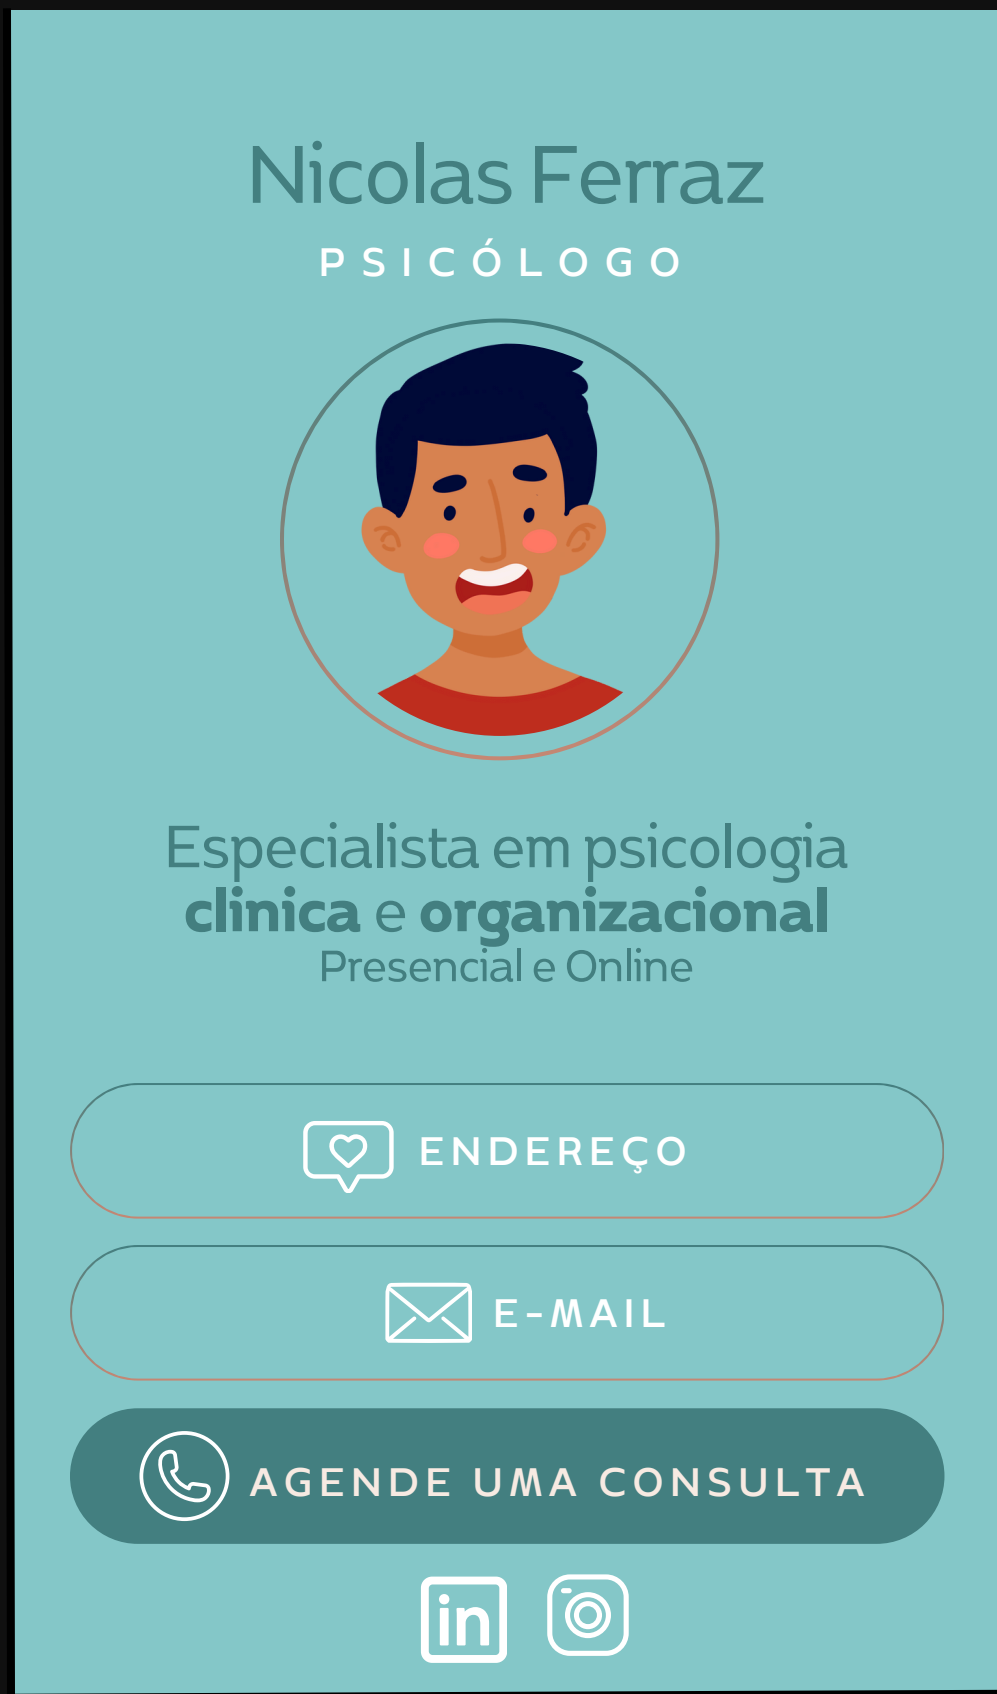 Nicolas Ferraz
PSICÓLOGO
Especialista em psicologia
clinica e organizacional
Presencial e Online
ENDEREÇO
E-MAIL
AGENDE UMA CONSULTA
in